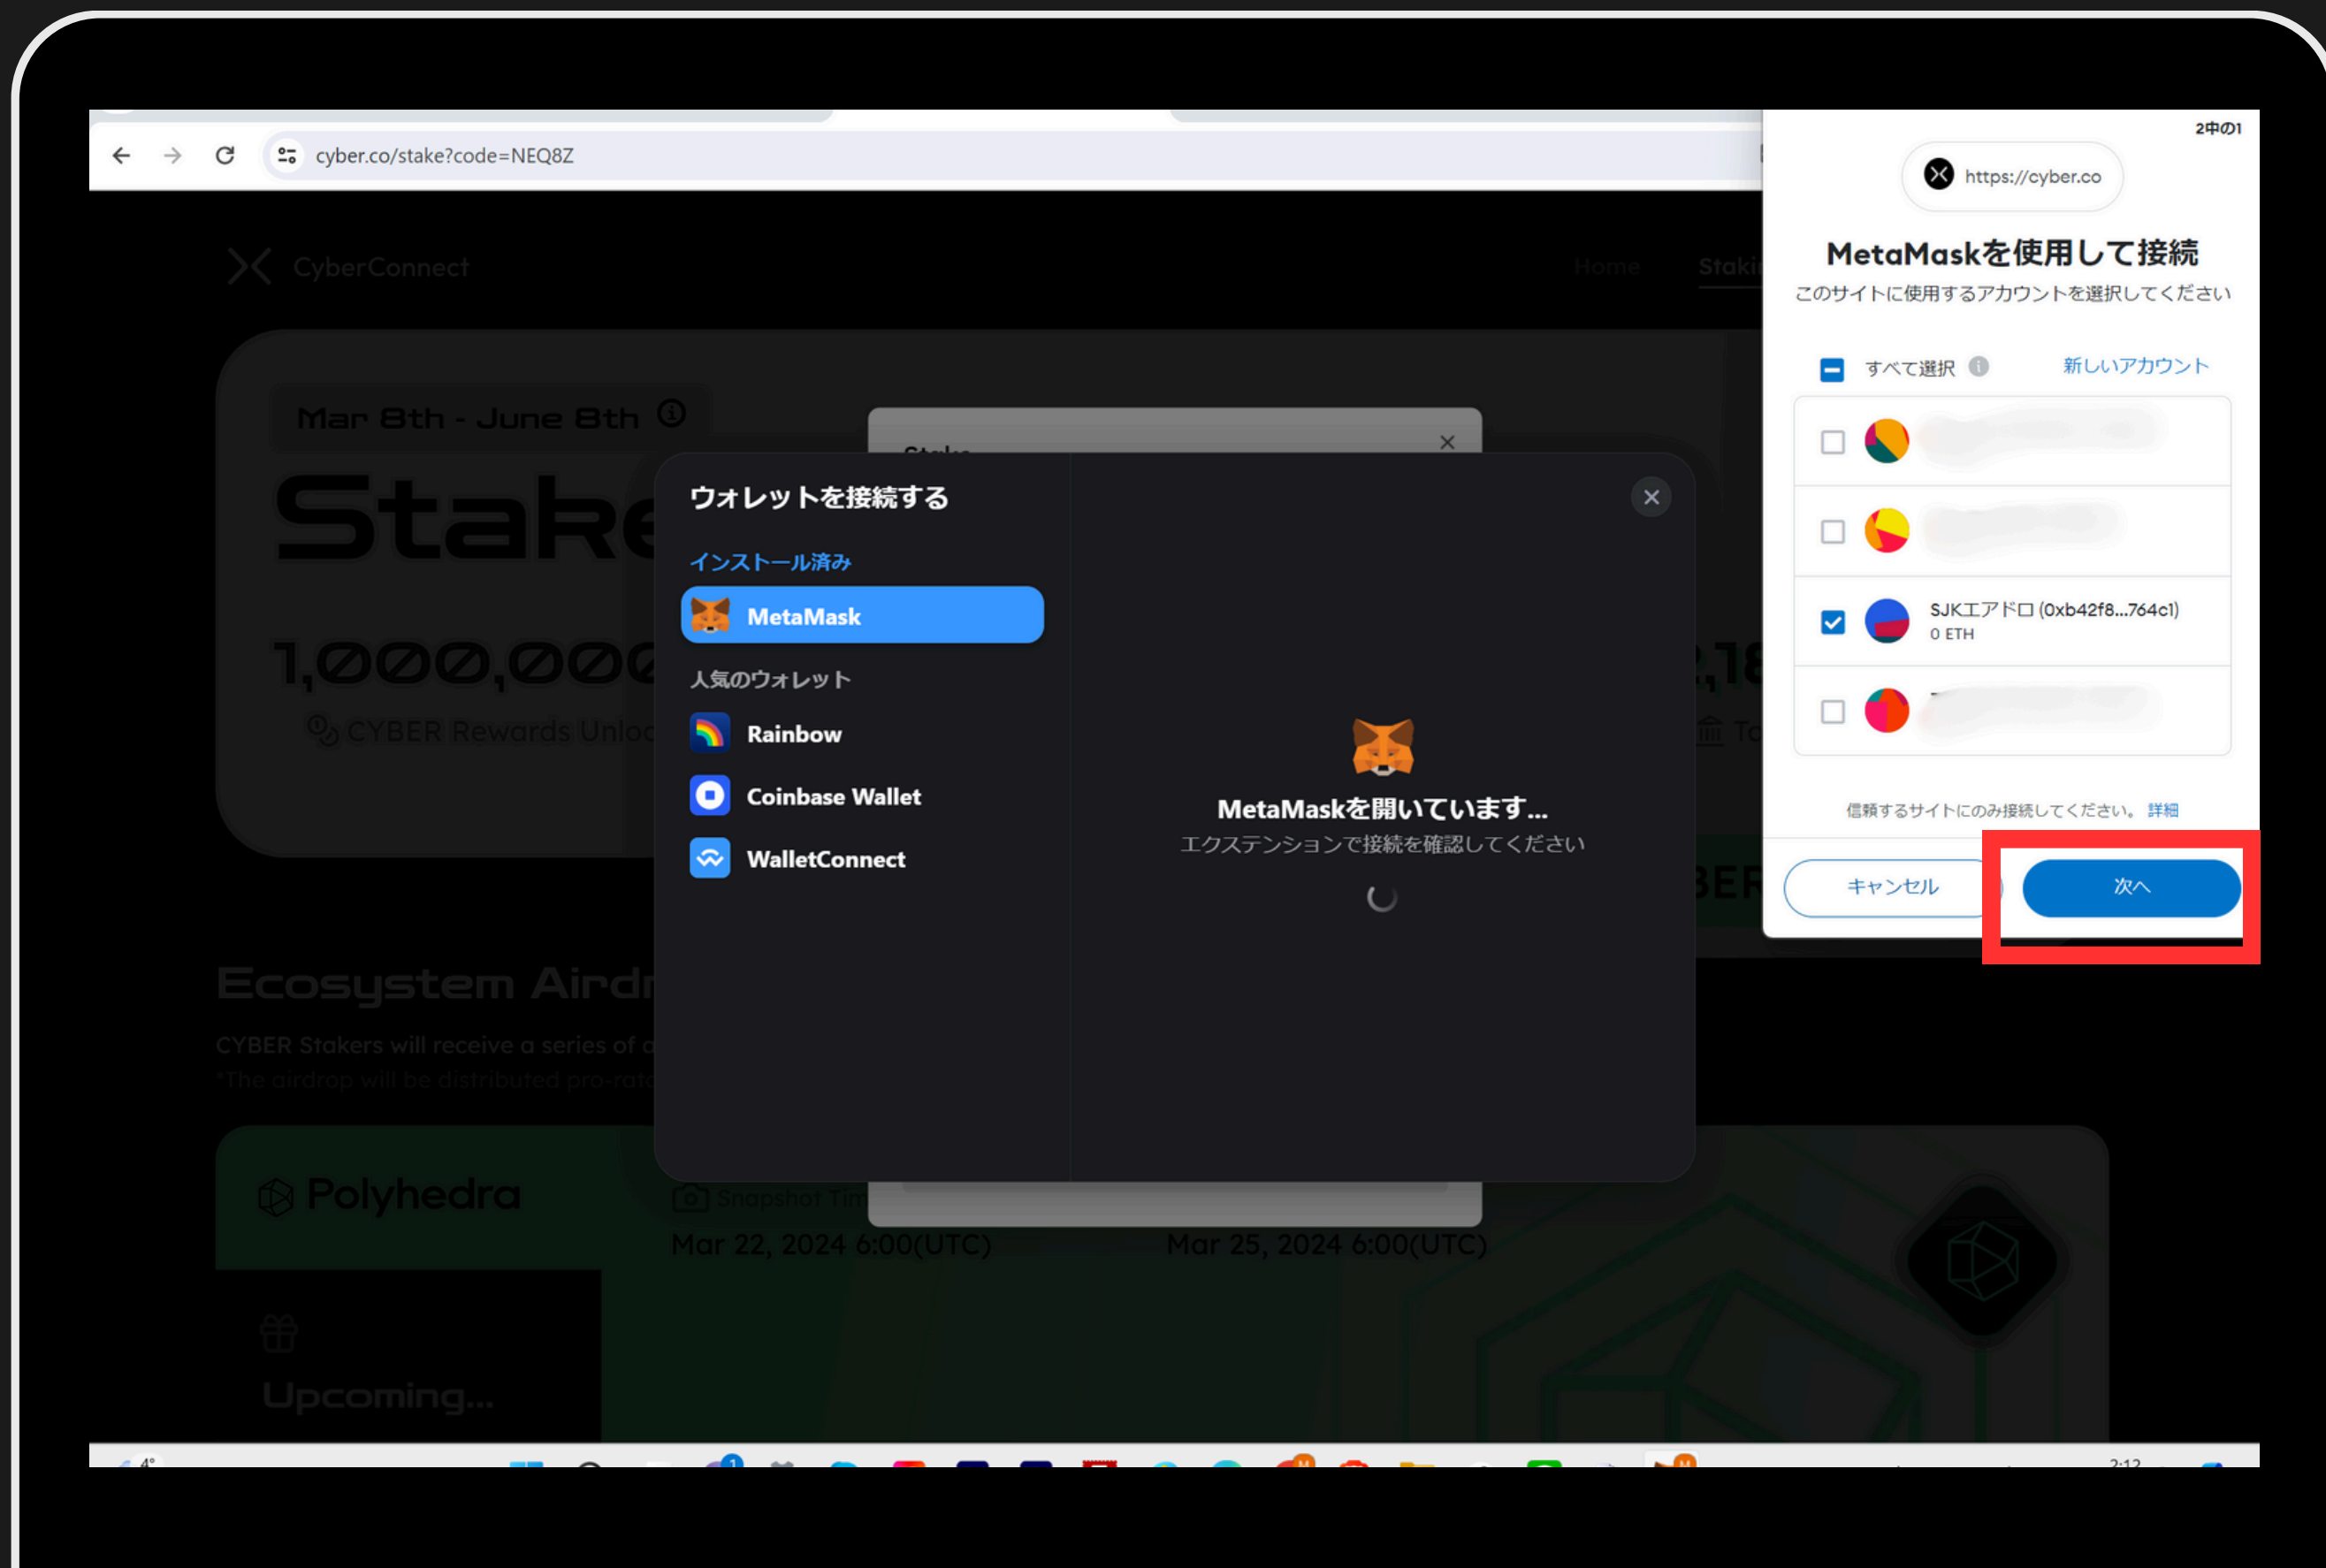 cyber.co/stake?code=NEQ8Z
CyberConnect
Home
Mar 8th - June 8th
CYBER Rewards
Ecosystem
CYBER Stakers will receive a series of
*The airdrop will be distributed
Polyhedra
Snapshot
Mar 22, 2024 6:00(UTC)
Mar 25, 2024 6:00(UTC)
Upcoming...
ウォレットを接続する
インストール済み
MetaMask
人気のウォレット
Rainbow
Coinbase Wallet
WalletConnect
MetaMaskを開いています...
エクステンションで接続を確認してください
2中の1
https://cyber.co
MetaMaskを使用して接続
このサイトに使用するアカウントを選択してください
すべて選択
新しいアカウント
SJKエアドロ (0xb42f8...764c1)
0 ETH
信頼するサイトにのみ接続してください。 詳細
キャンセル
次へ
4°
2:12